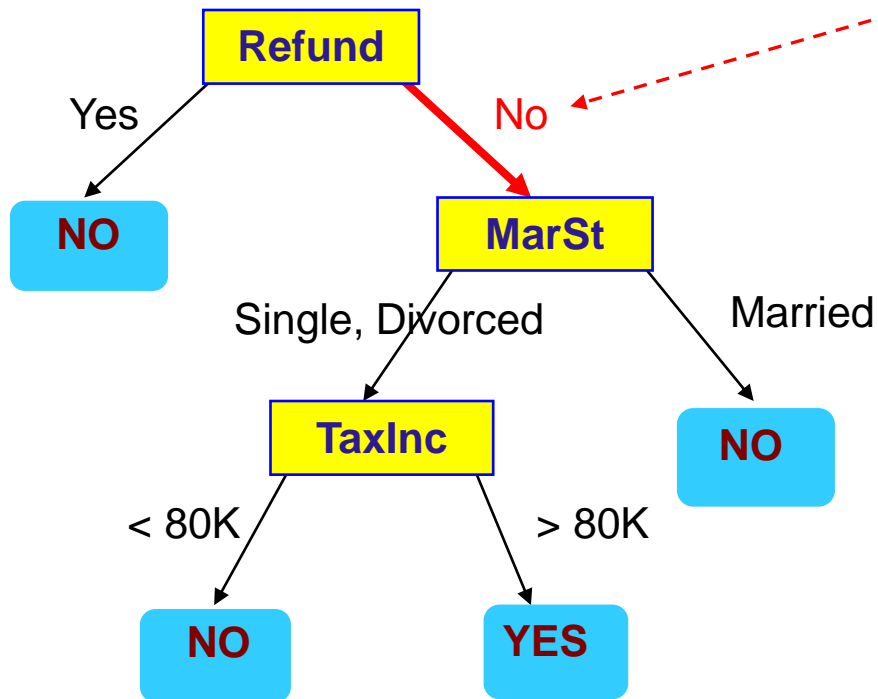 Refund
Yes
No
NO
MarSt
Single, Divorced
Married
TaxInc
NO
< 80K
> 80K
NO
YES